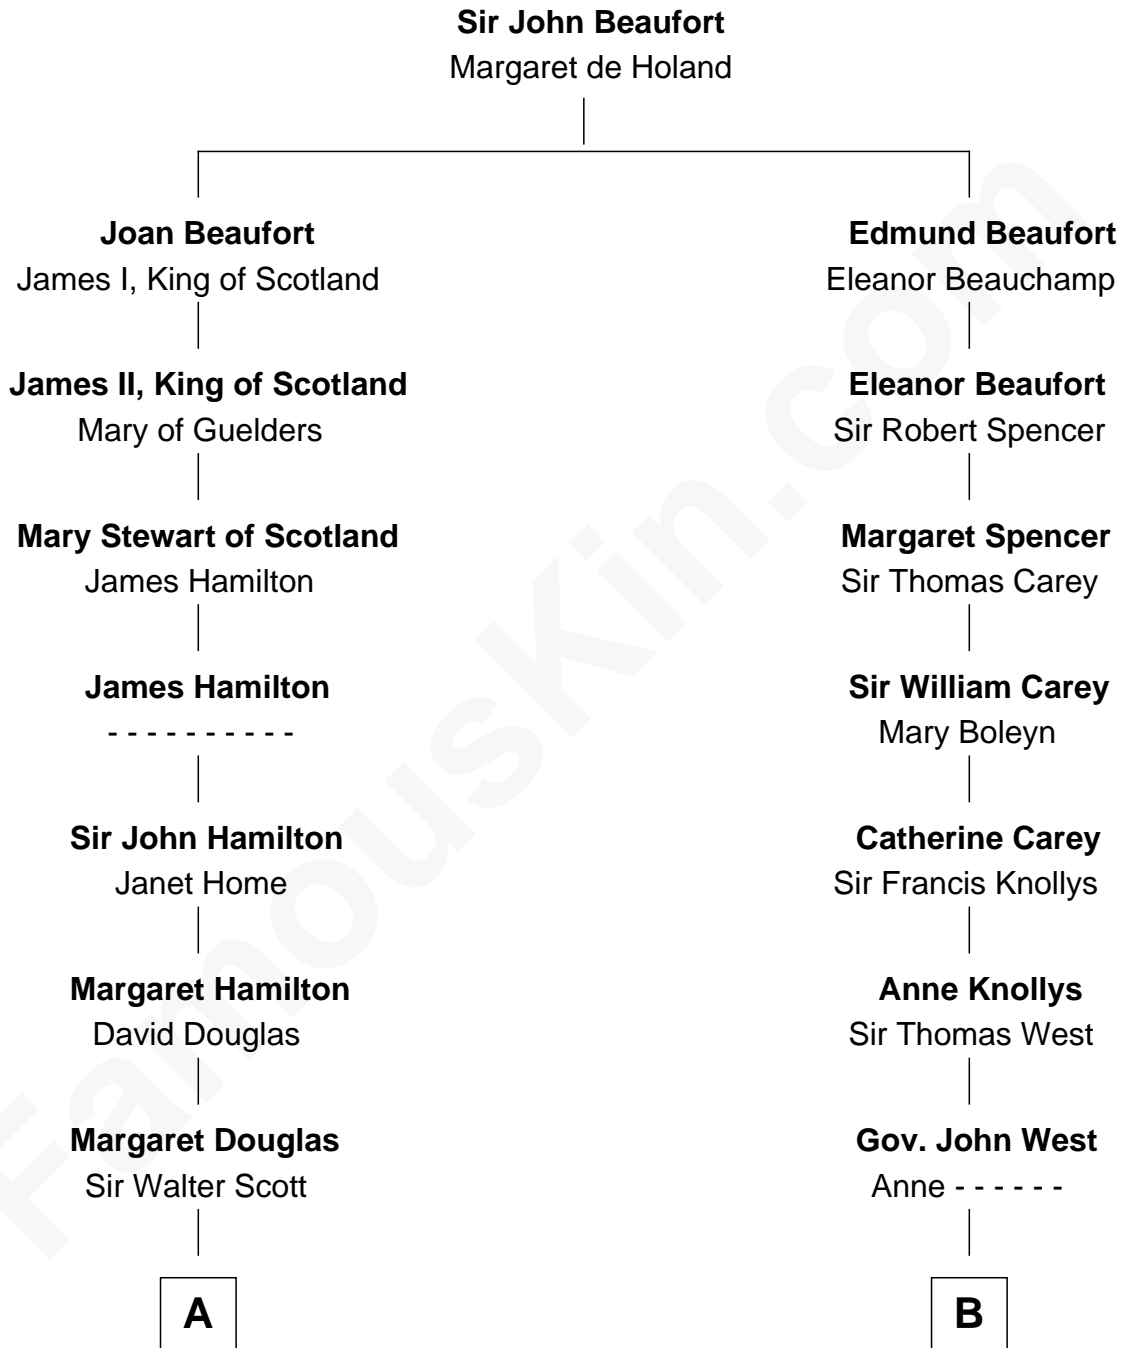 Sir John Beaufort
Margaret de Holand
Joan Beaufort
James I, King of Scotland
James II, King of Scotland
Mary of Guelders
Mary Stewart of Scotland
James Hamilton
James Hamilton
- - - - - - - - - -
Sir John Hamilton
Janet Home
Margaret Hamilton
David Douglas
Margaret Douglas
Sir Walter Scott
A
Edmund Beaufort
Eleanor Beauchamp
Eleanor Beaufort
Sir Robert Spencer
Margaret Spencer
Sir Thomas Carey
Sir William Carey
Mary Boleyn
Catherine Carey
Sir Francis Knollys
Anne Knollys
Sir Thomas West
Gov. John West
Anne - - - - - -
B
FamousKin.com